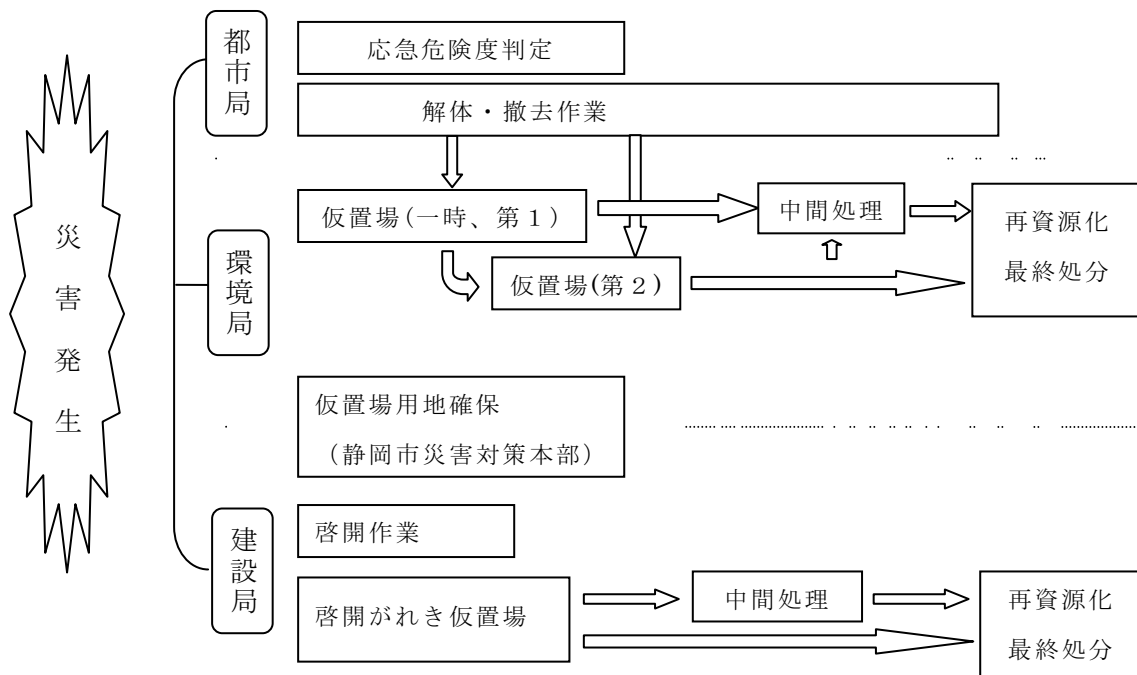 災害発生
都市局
応急危険度判定
解体・撤去作業
環境局
仮置場(一時、第１)
中間処理
再資源化
最終処分
仮置場(第２)
仮置場用地確保
（静岡市災害対策本部）
建設局
啓開作業
啓開がれき仮置場
中間処理
再資源化
最終処分